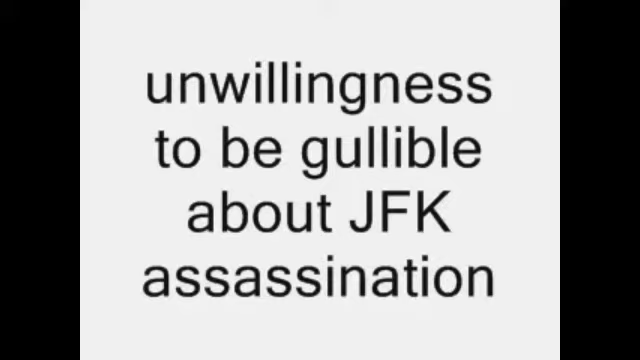 unwillingness
to be gullible
about JFK
assassination